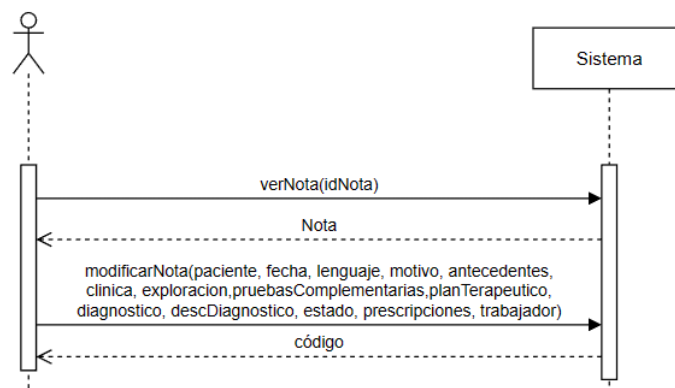 Sistema
verNota(idNota)
Nota
modificarNota(paciente, fecha, lenguaje, motivo, antecedentes,
clinica, exploracion,pruebasComplementarias,planTerapeutico,
diagnostico, descDiagnostico, estado, prescripciones, trabajador)
código